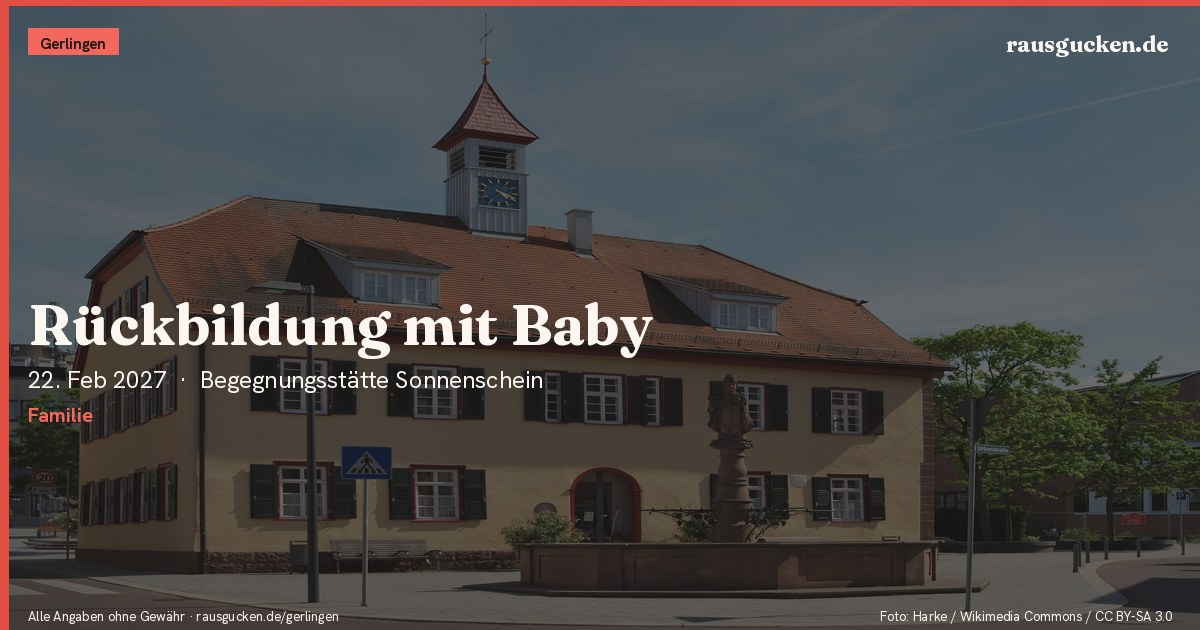 Gerlingen
rausgucken.de
Rückbildung mit Baby
22. Feb 2027 · Begegnungsstätte Sonnenschein
Familie
20
Alle Angaben ohne Gewähr · rausgucken.de/gerlingen
Foto: Harke / Wikimedia Commons / CC BY-SA 3.0